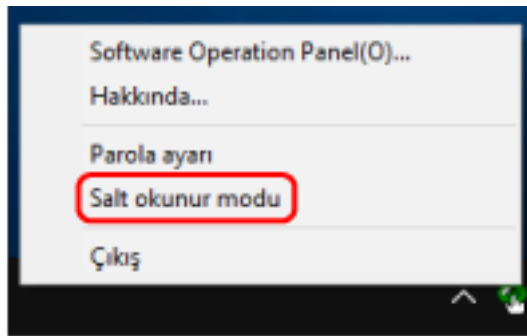 Software Operation Panel(O)...
Hakkında...
Parola ayarı
Salt okunur modu
Çıkış